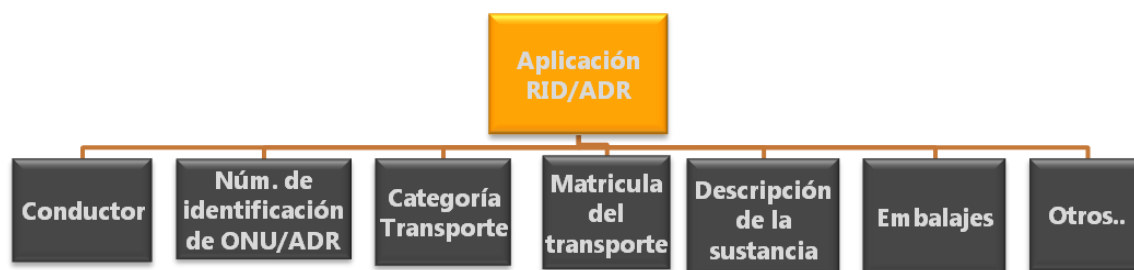 Aplicación
RID/ADR
Conductor
Núm. de
identificación
de ONU/ADR
Categoría
Transporte
Matricula
del
transporte
Descripción
de la
sustancia
Embalajes
Otros..